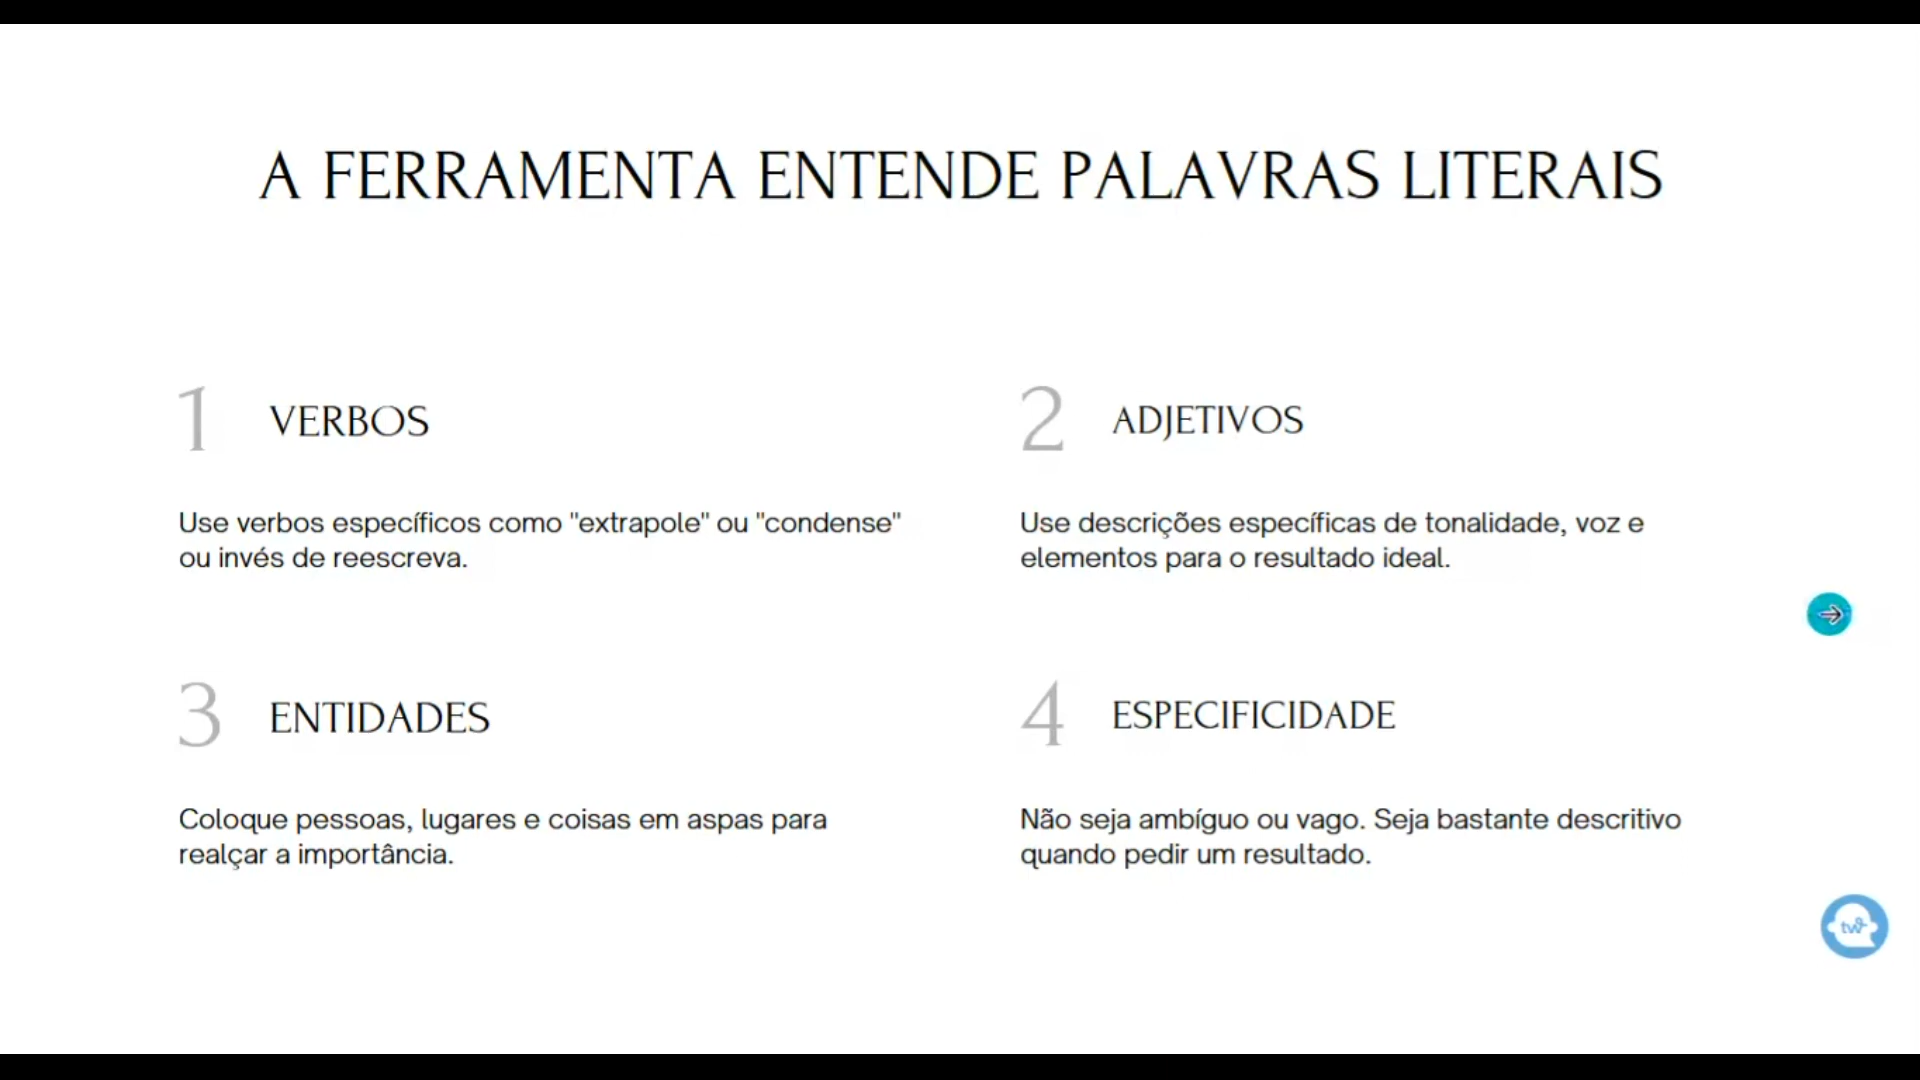 A FERRAMENTA ENTENDE PALAVRAS LITERAIS
1 VERBOS
Use verbos específicos como "extrapole" ou "condense"
ou invés de reescreva.
2 ADJETIVOS
Use descrições específicas de tonalidade, voz e
elementos para o resultado ideal.
3 ENTIDADES
Coloque pessoas, lugares e coisas em aspas para
realçar a importância.
4 ESPECIFICIDADE
Não seja ambíguo ou vago. Seja bastante descritivo
quando pedir um resultado.